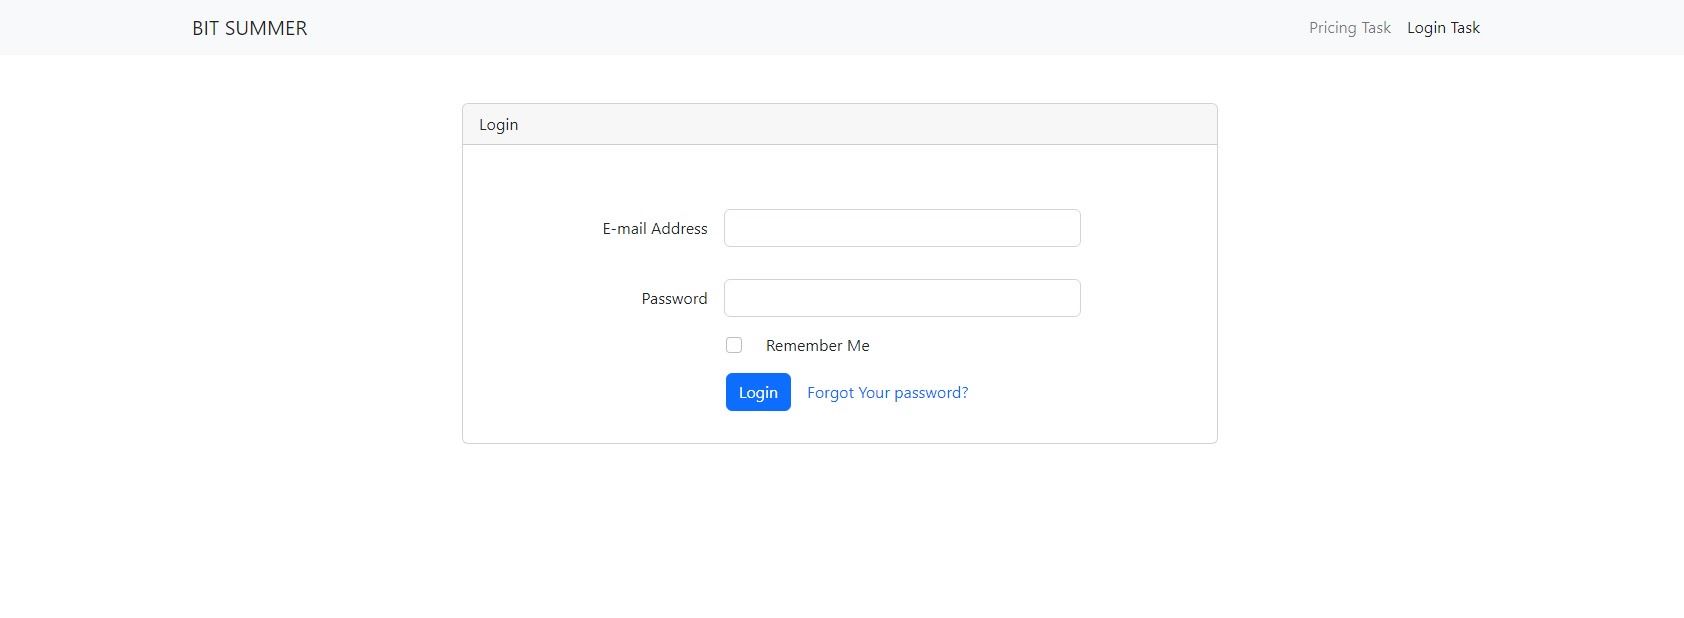 BIT SUMMER
Pricing Task Login Task
Login
E-mail Address
Password
Remember Me
Login Forgot Your password?